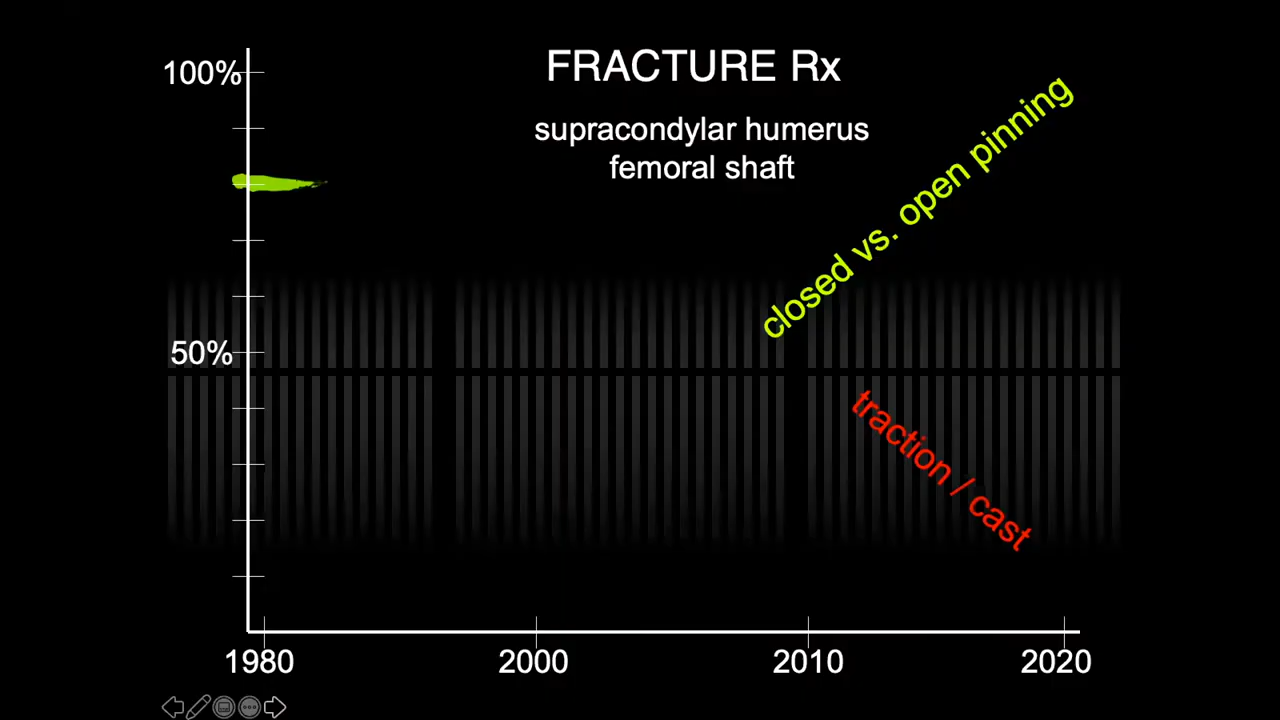 FRACTURE Rx
supracondylar humerus
femoral shaft
100%
50%
closed vs. open pinning
traction / cast
1980
2000
2010
2020